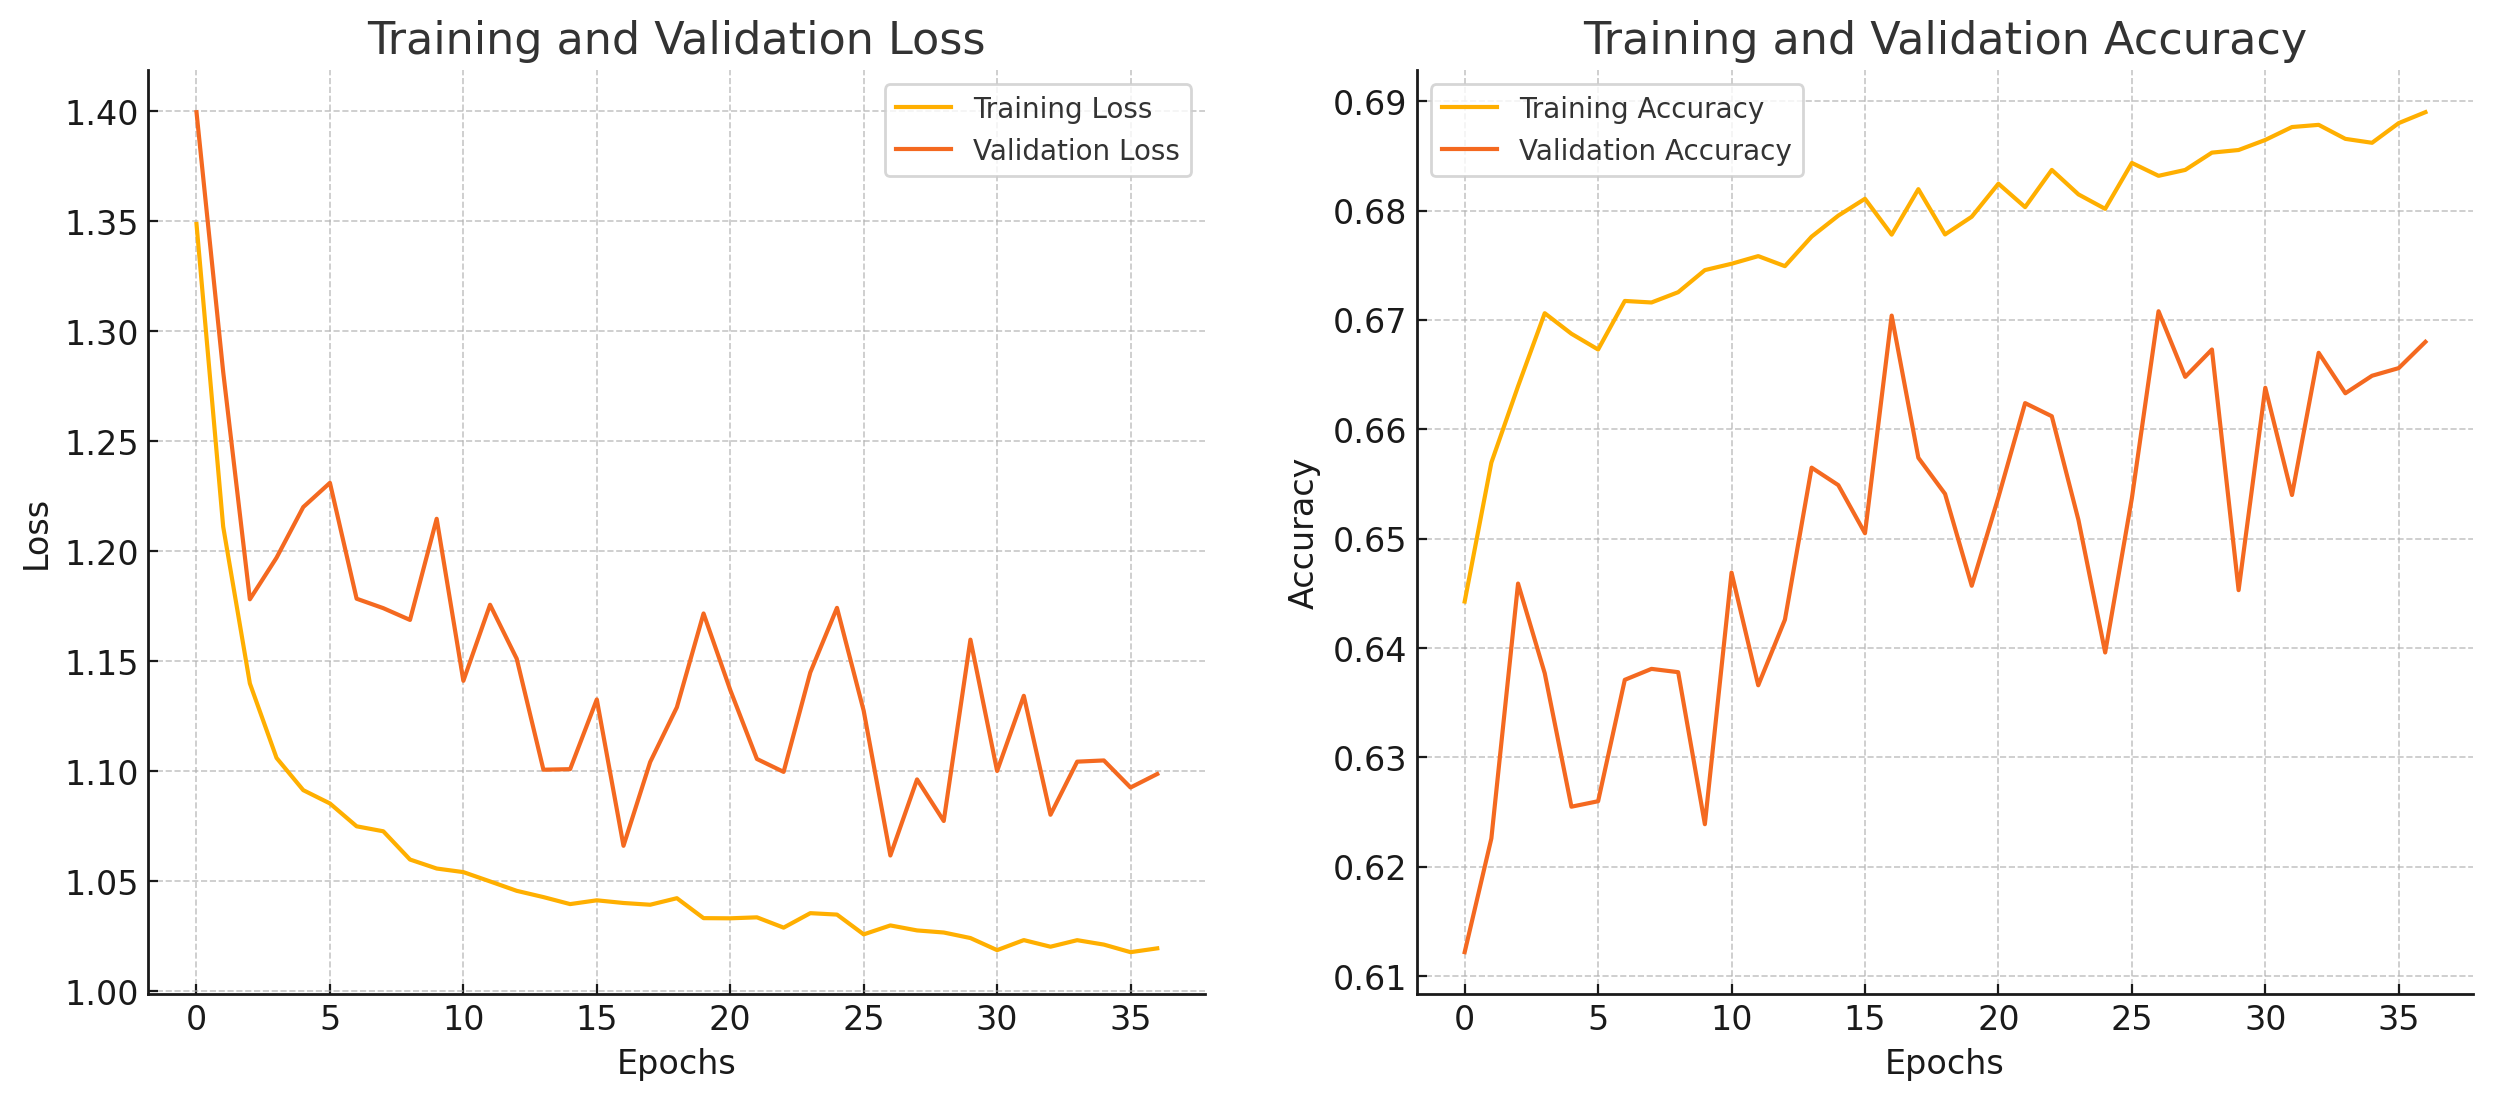 Training and Validation Loss
Training Loss
Validation Loss
1.40
1.35
1.30
1.25
1.20
1.15
1.10
1.05
1.00
Loss
0 5 10 15 20 25 30 35
Epochs
Training and Validation Accuracy
Training Accuracy
Validation Accuracy
0.69
0.68
0.67
0.66
0.65
0.64
0.63
0.62
0.61
Accuracy
0 5 10 15 20 25 30 35
Epochs